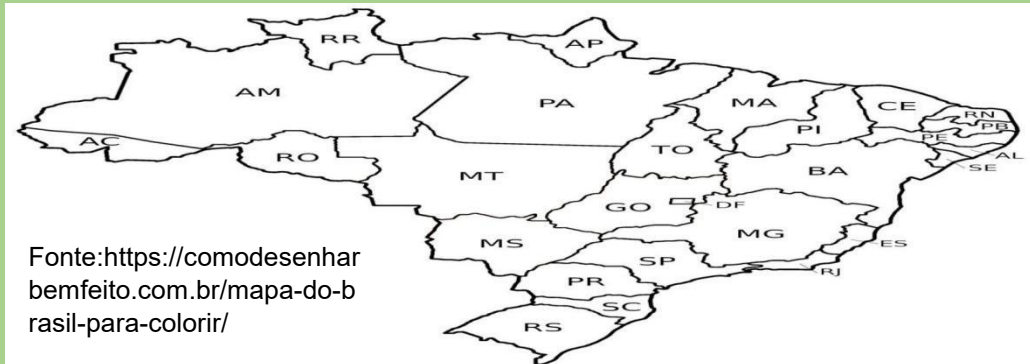 RR
AP
AM
PA
MA
CE
RN
PB
PI
PE
AC
TO
AL
RO
SE
MT
BA
DF
GO
MG
MS
ES
SP
RJ
PR
SC
RS
Fonte:https://comodesenhar
bemfeito.com.br/mapa-do-b
rasil-para-colorir/